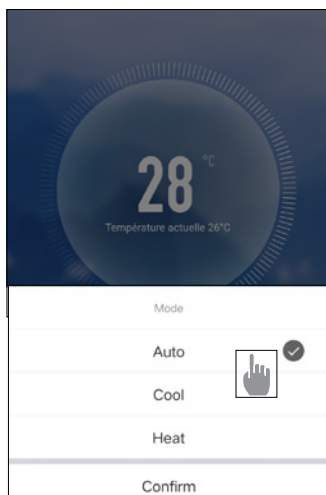 28 °C
Température actuelle 26°C
Mode
Auto
Cool
Heat
Confirm